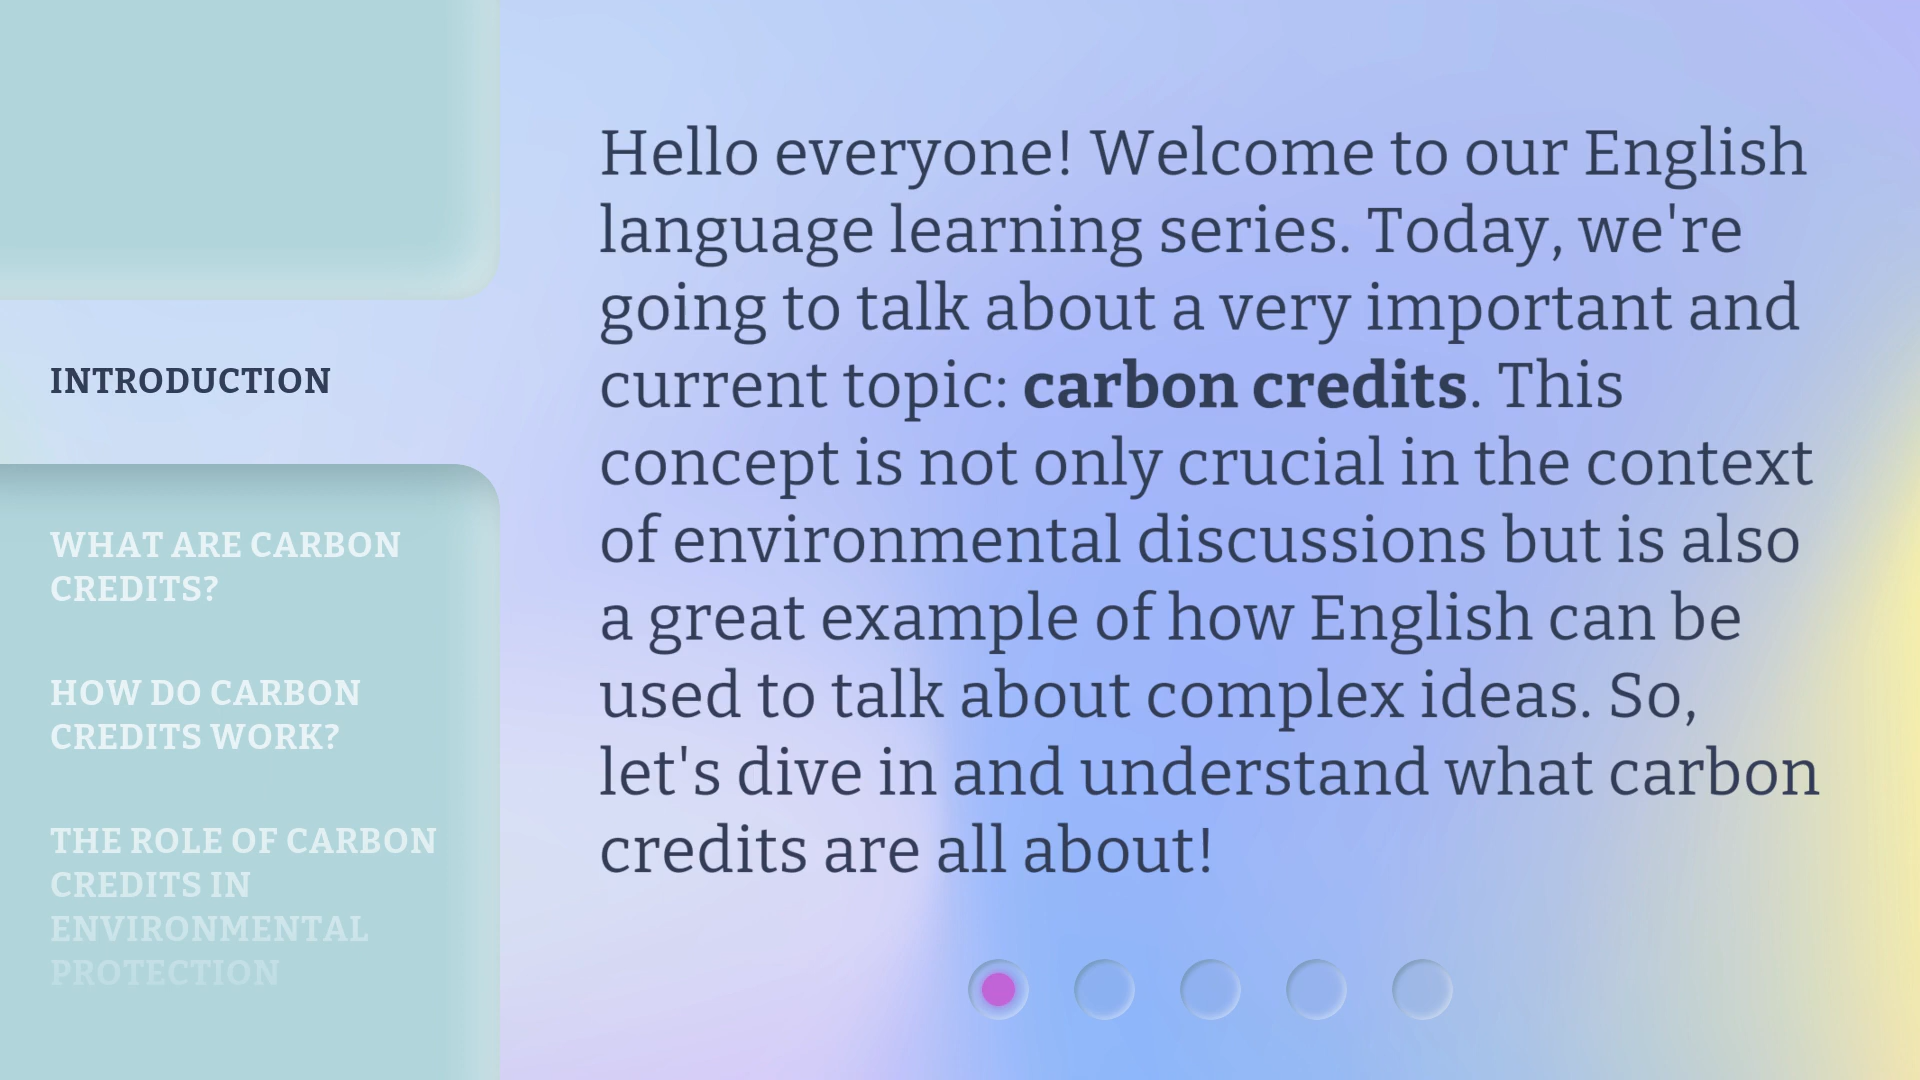 INTRODUCTION
WHAT ARE CARBON
CREDITS?
HOW DO CARBON
CREDITS WORK?
THE ROLE OF CARBON
CREDITS IN
ENVIRONMENTAL
PROTECTION
Hello everyone! Welcome to our English
language learning series. Today, we're
going to talk about a very important and
current topic: carbon credits. This
concept is not only crucial in the context
of environmental discussions but is also
a great example of how English can be
used to talk about complex ideas. So,
let's dive in and understand what carbon
credits are all about!